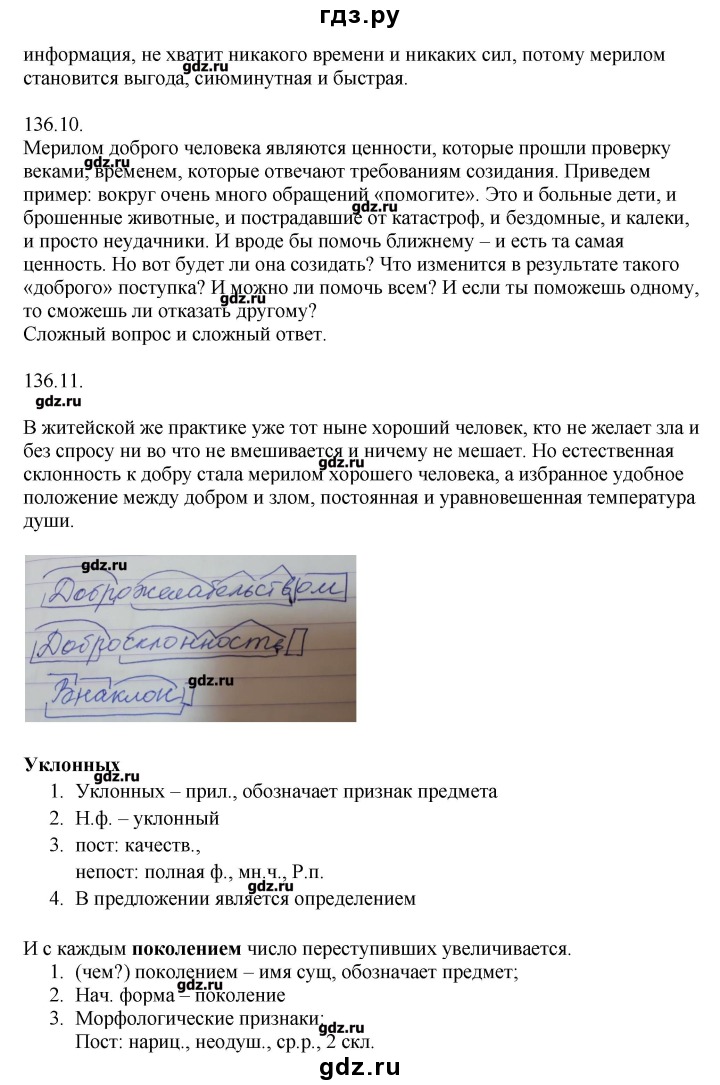 гдз.ру
информация, не хватит никакого времени и никаких сил, потому мерилом
становится выгода, сиюминутная и быстрая.
gdz.ru
136.10.
Мерилом доброго человека являются ценности, которые прошли проверку
веками, временем, которые отвечают требованиям созидания. Приведем
gdz.ru
пример: вокруг очень много обращений «помогите». Это и больные дети, и
брошенные животные, и пострадавшие от катастроф, и бездомные, и калеки,
gdz.ru
и просто неудачники. И вроде бы помочь ближнему – и есть та самая
ценность. Но вот будет ли она созидать? Что изменится в результате такого
«доброго» поступка? И можно ли помочь всем? И если ты поможешь одному,
gdz.ru
то сможешь ли отказать другому?
Сложный вопрос и сложный ответ.
136.11.
gdz.ru
В житейской же практике уже тот ныне хороший человек, кто не желает зла и
без спросу ни во что не вмешивается и ничему не мешает. Но естественная
gdz.ru
склонность к добру стала мерилом хорошего человека, а избранное удобное
положение между добром и злом, постоянная и уравновешенная температура
души.
gdz.ru
Доброжелательством
Добросклонность
gdz.ru
Внаклон
Уклонных
gdz.ru
1. Уклонных – прил., обозначает признак предмета
2. Н.ф. – уклонный
3. пост: качеств.,
непост: полная ф., мн.ч., Р.п.
gdz.ru
4. В предложении является определением
И с каждым поколением число переступивших увеличивается.
1. (чем?) поколением – имя сущ, обозначает предмет;
gdz.ru
2. Нач. форма – поколение
3. Морфологические признаки:
gdz.ru
Пост: нариц., неодуш., ср.р., 2 скл.
gdz.ru